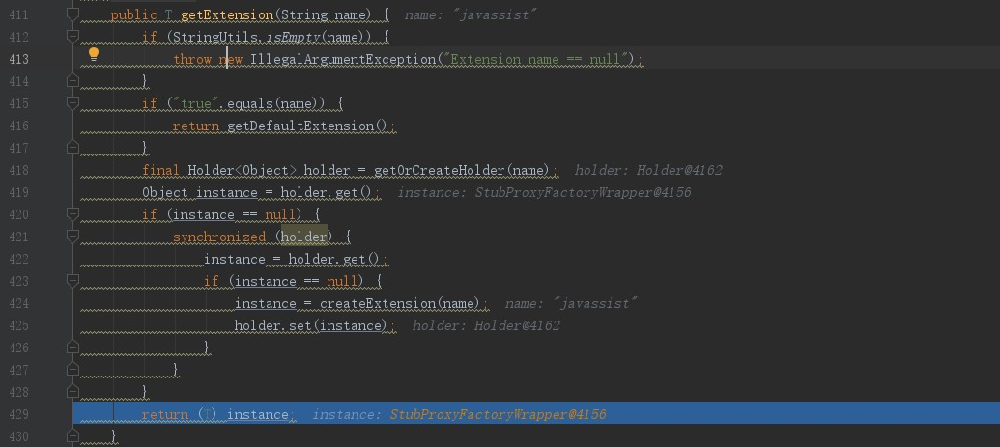 411 public T getExtension(String name) { name: "javassist"
412 if (StringUtils.isEmpty(name)) {
413 throw new IllegalArgumentException("Extension name == null");
414 }
415 if ("true".equals(name)) {
416 return getDefaultExtension();
417 }
418 final Holder<Object> holder = getOrCreateHolder(name); holder: Holder@4162
419 Object instance = holder.get(); instance: StubProxyFactoryWrapper@4156
420 if (instance == null) {
421 synchronized (holder) {
422 instance = holder.get();
423 if (instance == null) {
424 instance = createExtension(name); name: "javassist"
425 holder.set(instance); holder: Holder@4162
426 }
427 }
428 }
429 return (T) instance; instance: StubProxyFactoryWrapper@4156
430 }